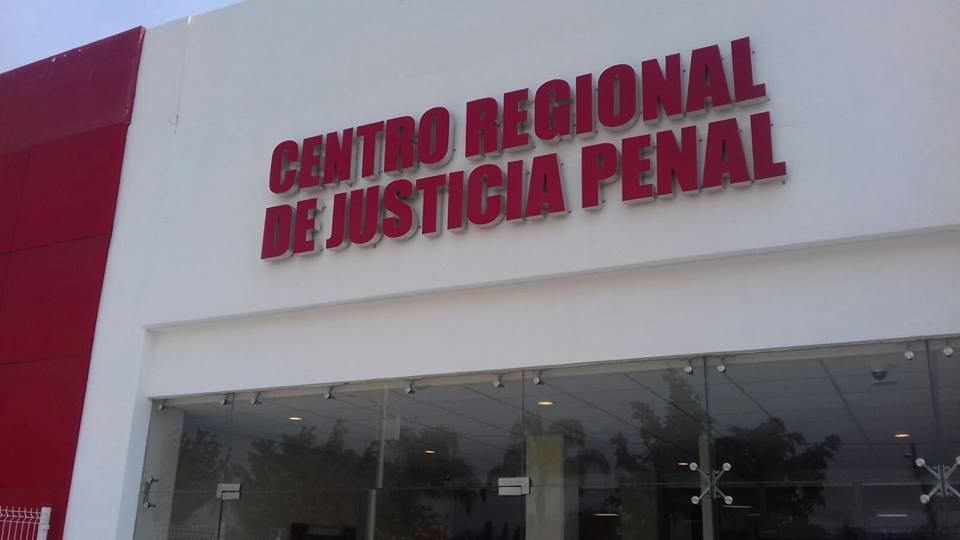 CENTRO REGIONAL
DE JUSTICIA PENAL